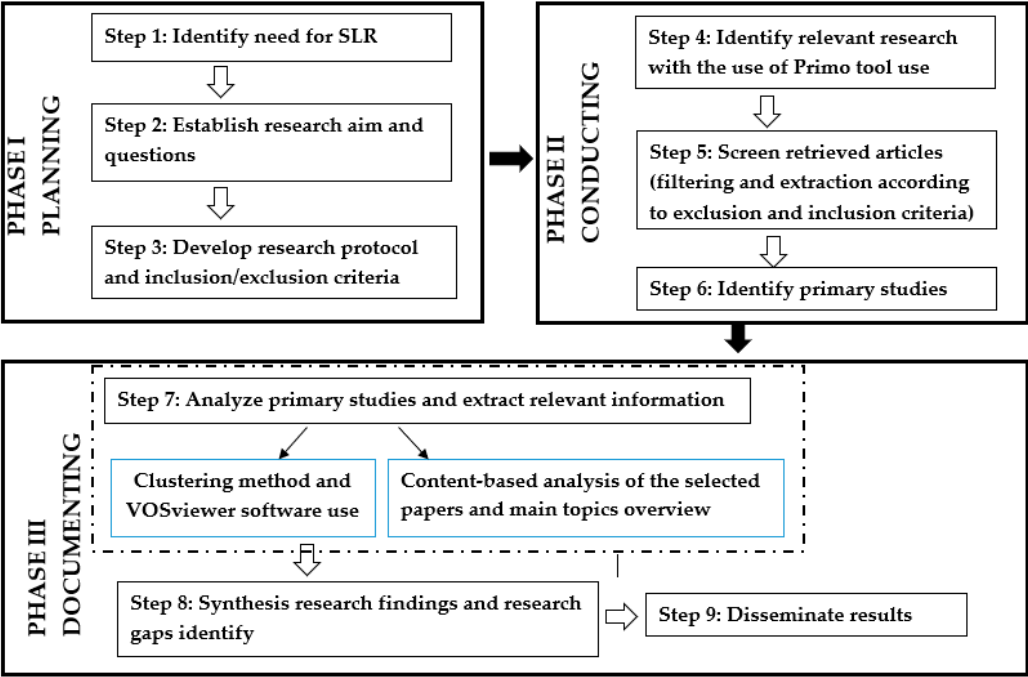 PHASE I
PLANNING
Step 1: Identify need for SLR
Step 2: Establish research aim and
questions
Step 3: Develop research protocol
and inclusion/exclusion criteria
PHASE II
CONDUCTING
Step 4: Identify relevant research
with the use of Primo tool use
Step 5: Screen retrieved articles
(filtering and extraction according
to exclusion and inclusion criteria)
Step 6: Identify primary studies
PHASE III
DOCUMENTING
Step 7: Analyze primary studies and extract relevant information
Clustering method and
VOSviewer software use
Content-based analysis of the selected
papers and main topics overview
Step 8: Synthesis research findings and research
gaps identify
Step 9: Disseminate results